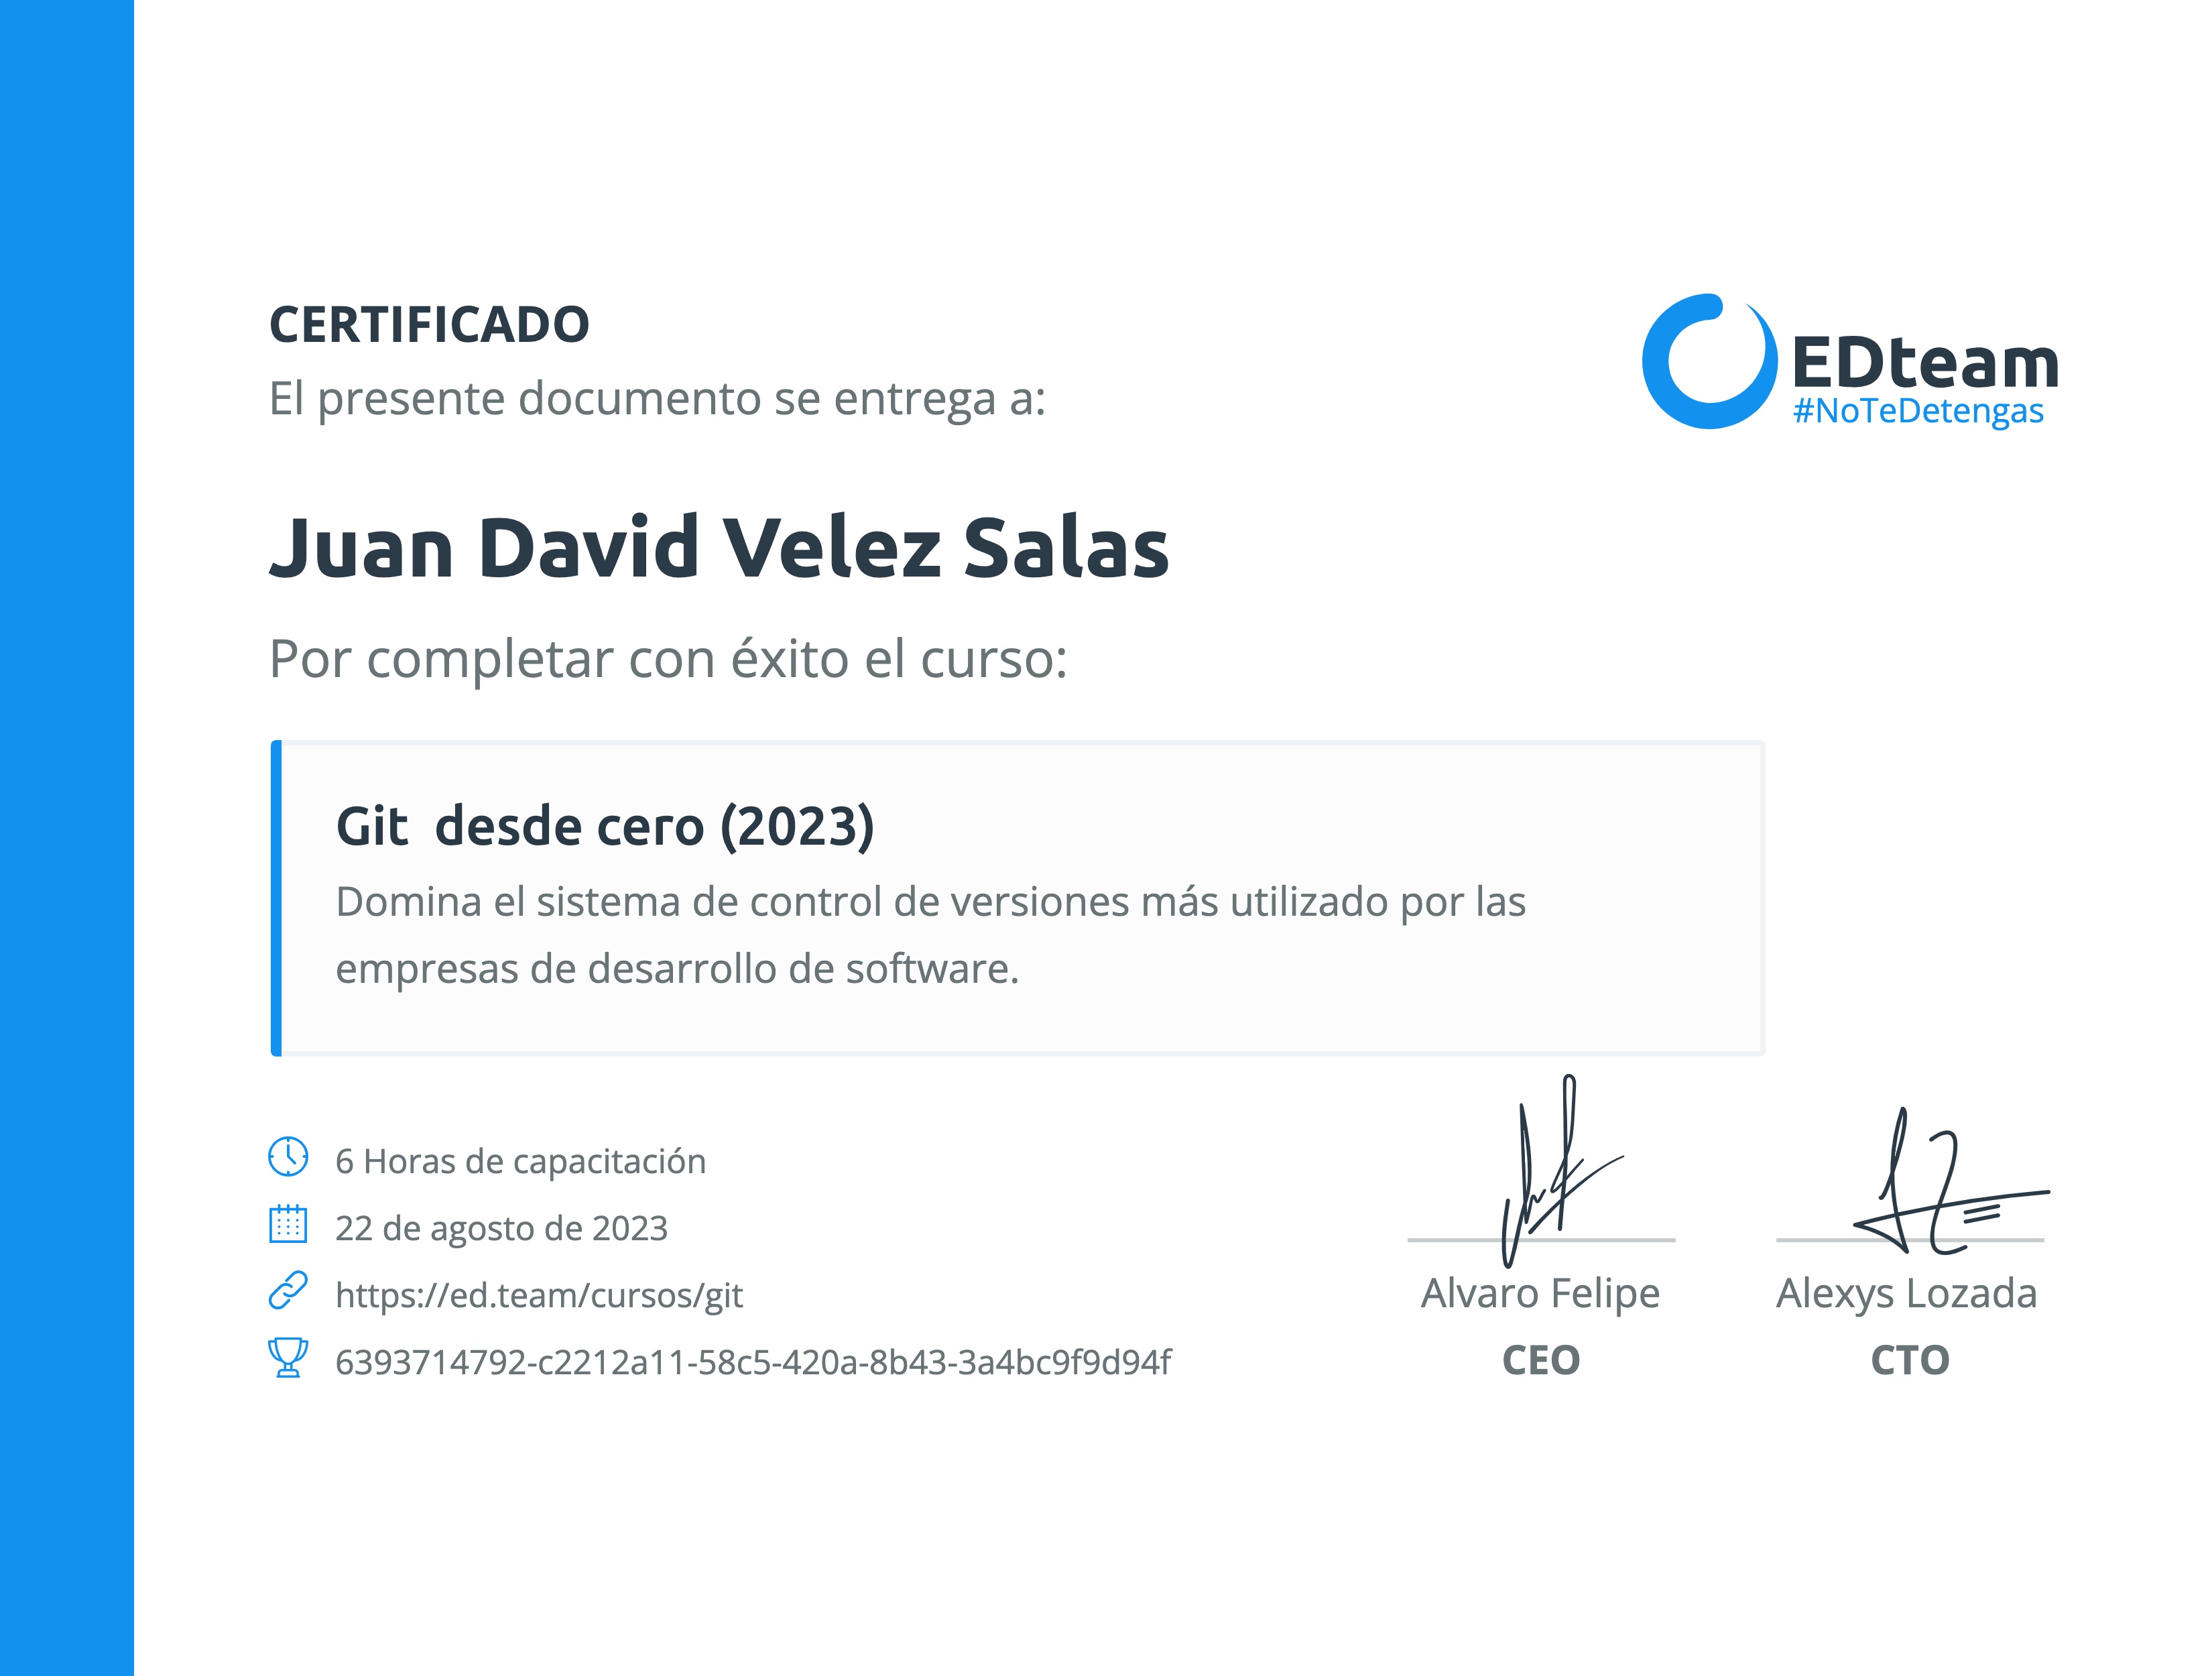 CERTIFICADO
El presente documento se entrega a:
EDteam
#NoTeDetengas
Juan David Velez Salas
Por completar con éxito el curso:
Git desde cero (2023)
Domina el sistema de control de versiones más utilizado por las
empresas de desarrollo de software.
6 Horas de capacitación
22 de agosto de 2023
https://ed.team/cursos/git
6393714792-c2212a11-58c5-420a-8b43-3a4bc9f9d94f
Alvaro Felipe
CEO
Alexys Lozada
CTO